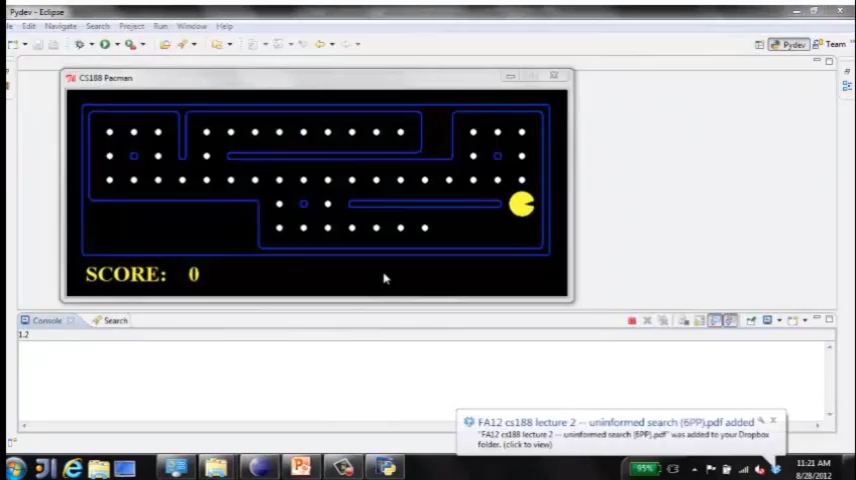 Pydev - Eclipse
le Edit Navigate Search Project Run Window Help
Pydev Team
CS188 Pacman
SCORE: 0
Console Search
1.2
FA12 cs188 lecture 2 -- uninformed search (6PP).pdf added
"FA12 cs188 lecture 2 -- uninformed search (6PP).pdf" was added to your Dropbox
folder. (click to view)
95%
11:21 AM
8/28/2012